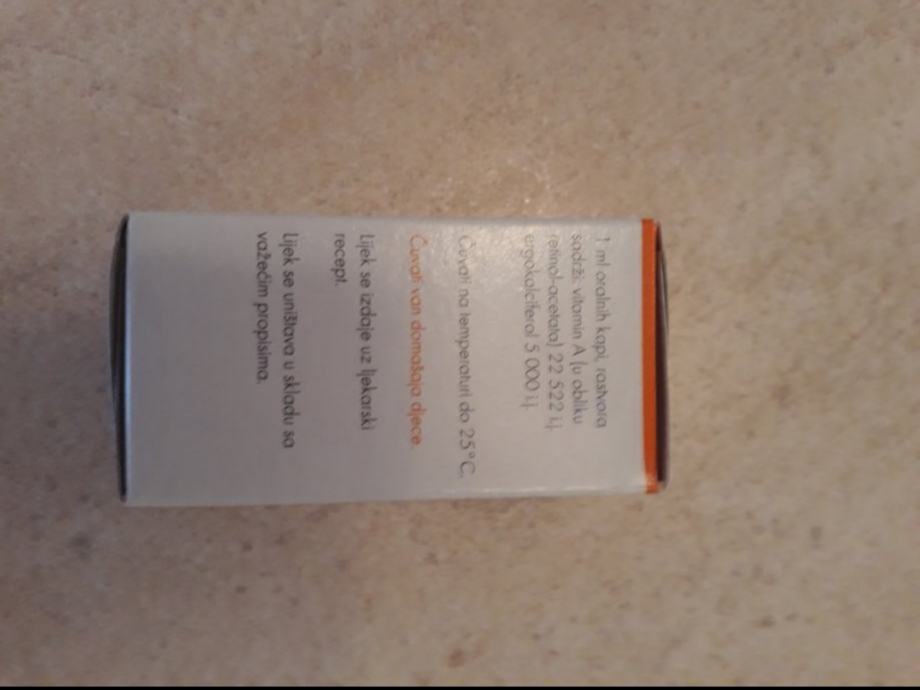 1 ml oralnih kapi, rastvora
sadrži: vitamin A (u obliku
retinol-acetata) 22 522 i.j.
ergokalciferol 5 000 i.j.
Čuvati na temperaturi do 25°C.
Čuvati van domašaja djece.
Lijek se izdaje uz ljekarski
recept.
Lijek se uništava u skladu sa
važećim propisima.